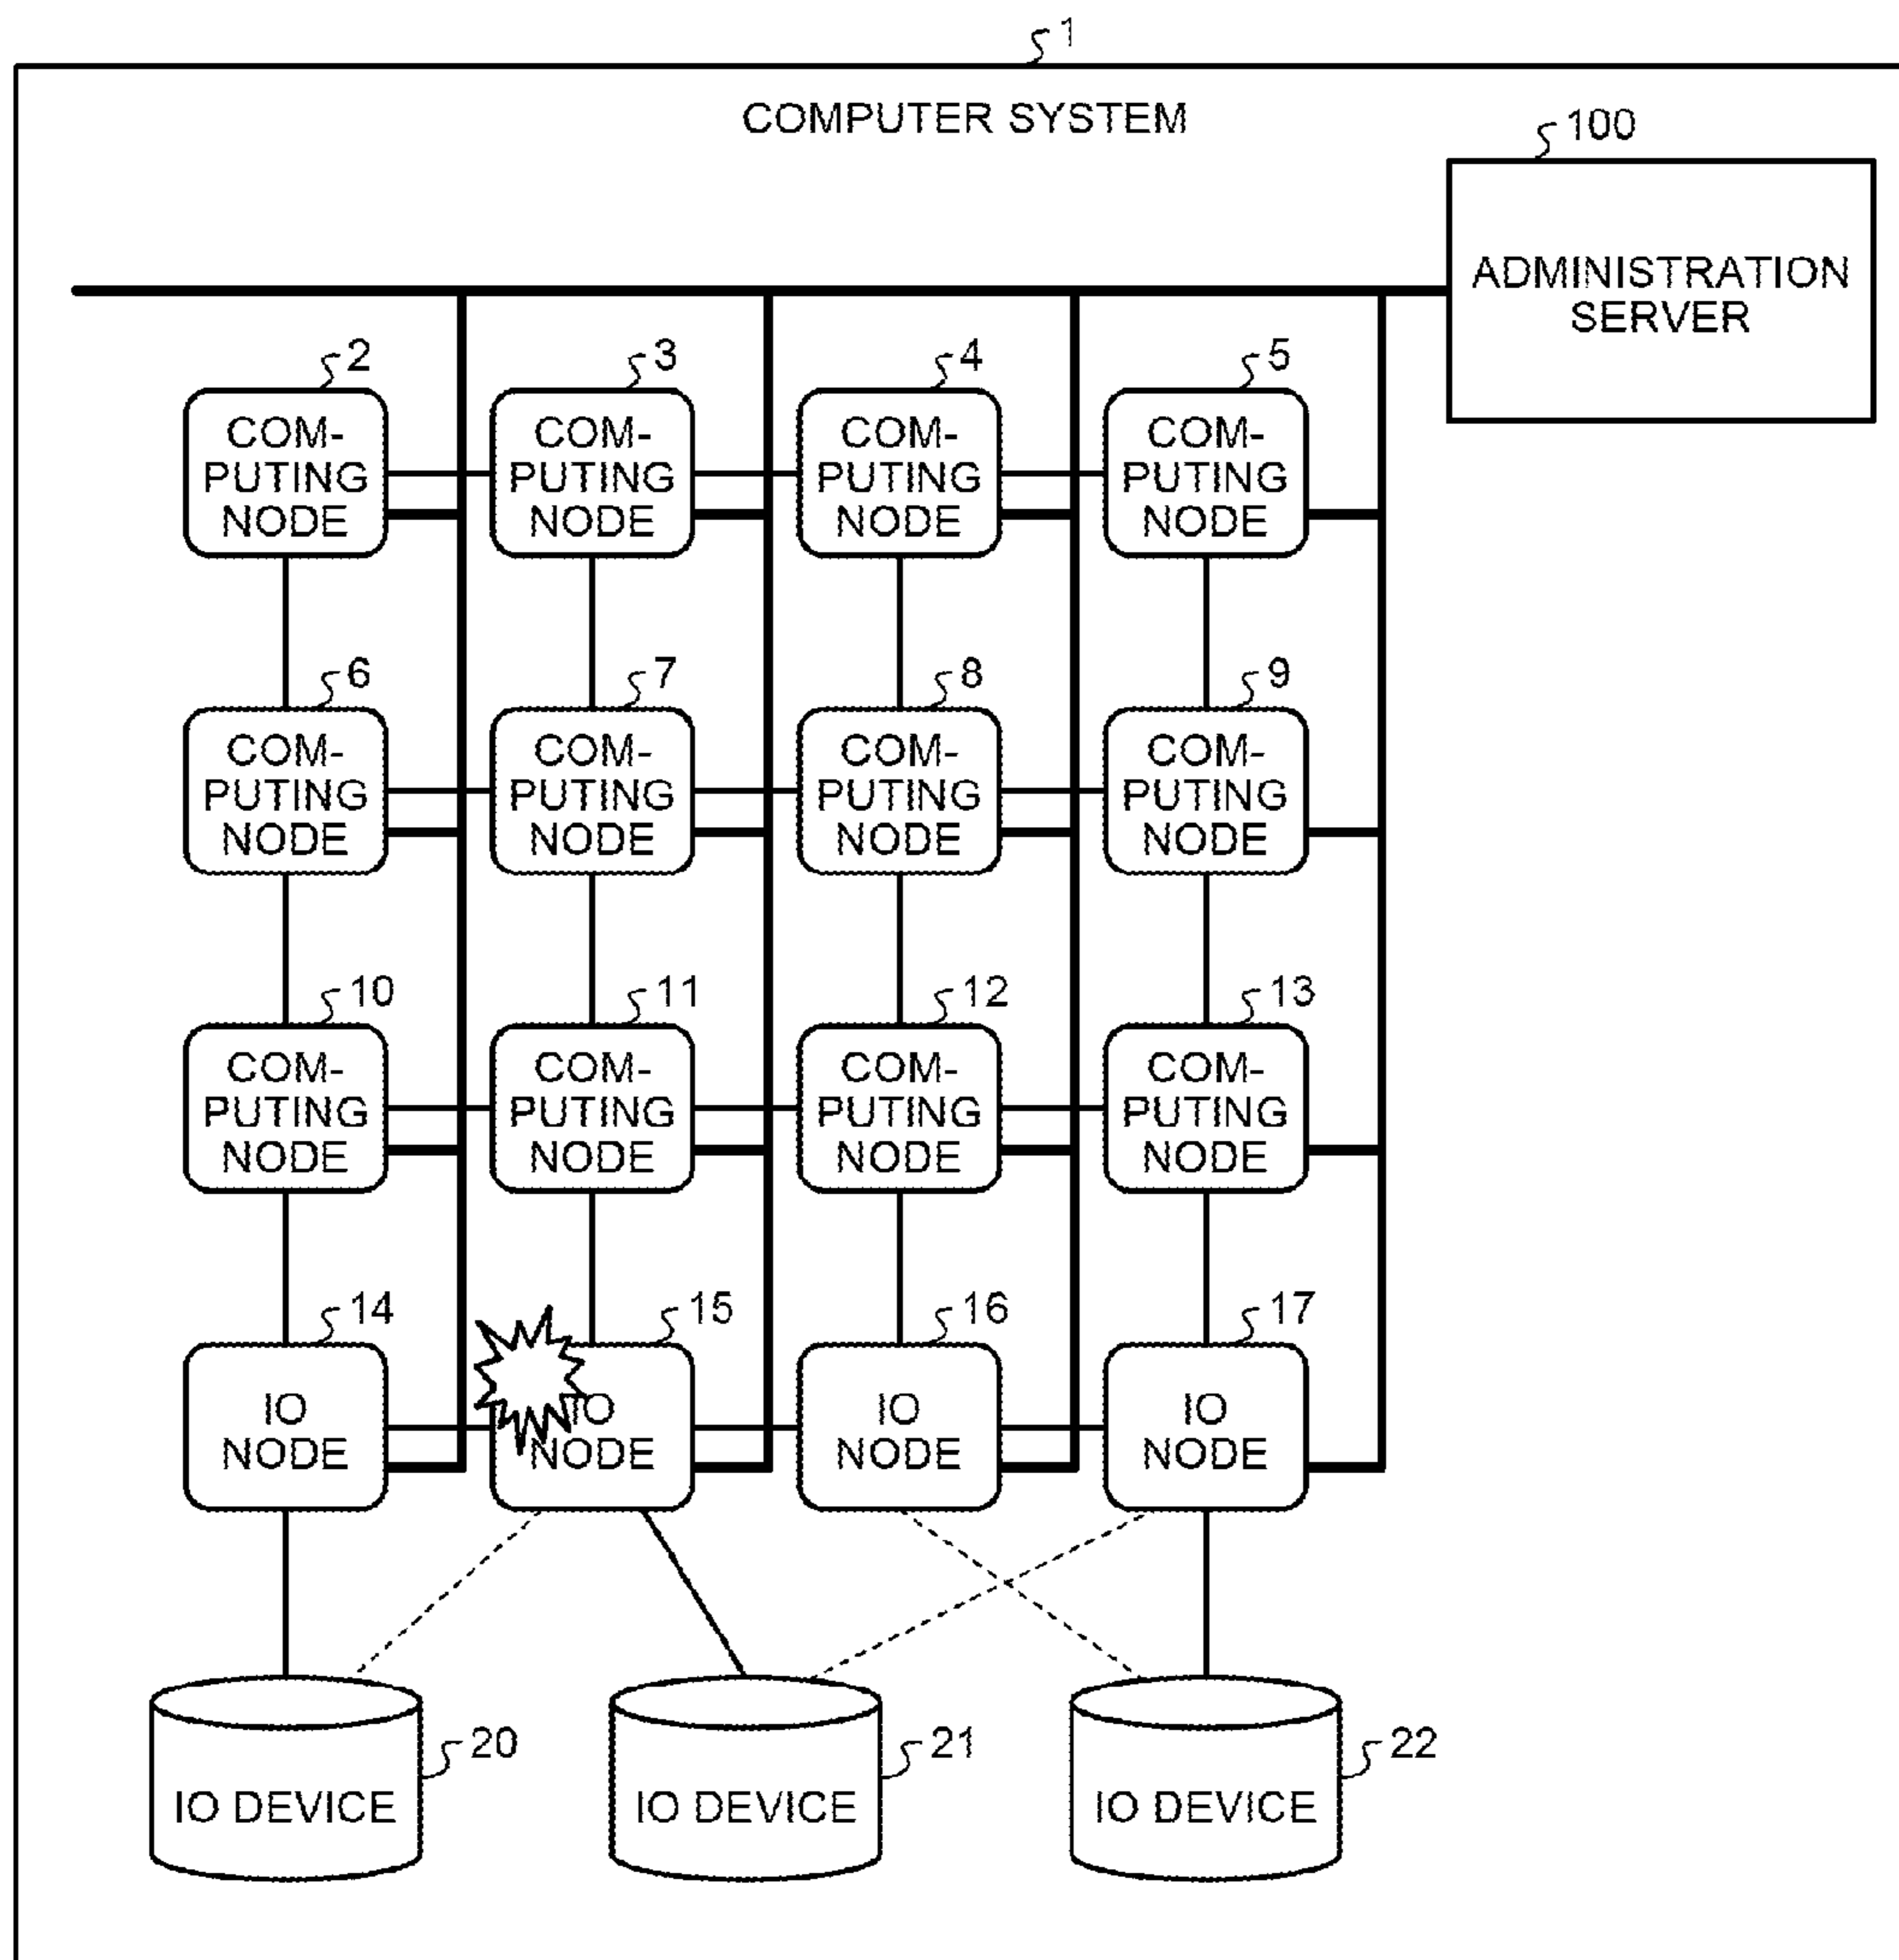 1
COMPUTER SYSTEM
100
ADMINISTRATION
SERVER
2
3
4
5
COM-
PUTING
NODE
COM-
PUTING
NODE
COM-
PUTING
NODE
COM-
PUTING
NODE
6
7
8
9
COM-
PUTING
NODE
COM-
PUTING
NODE
COM-
PUTING
NODE
COM-
PUTING
NODE
10
11
12
13
COM-
PUTING
NODE
COM-
PUTING
NODE
COM-
PUTING
NODE
COM-
PUTING
NODE
14
15
16
17
IO
NODE
IO
NODE
IO
NODE
IO
NODE
20
21
22
IO DEVICE
IO DEVICE
IO DEVICE